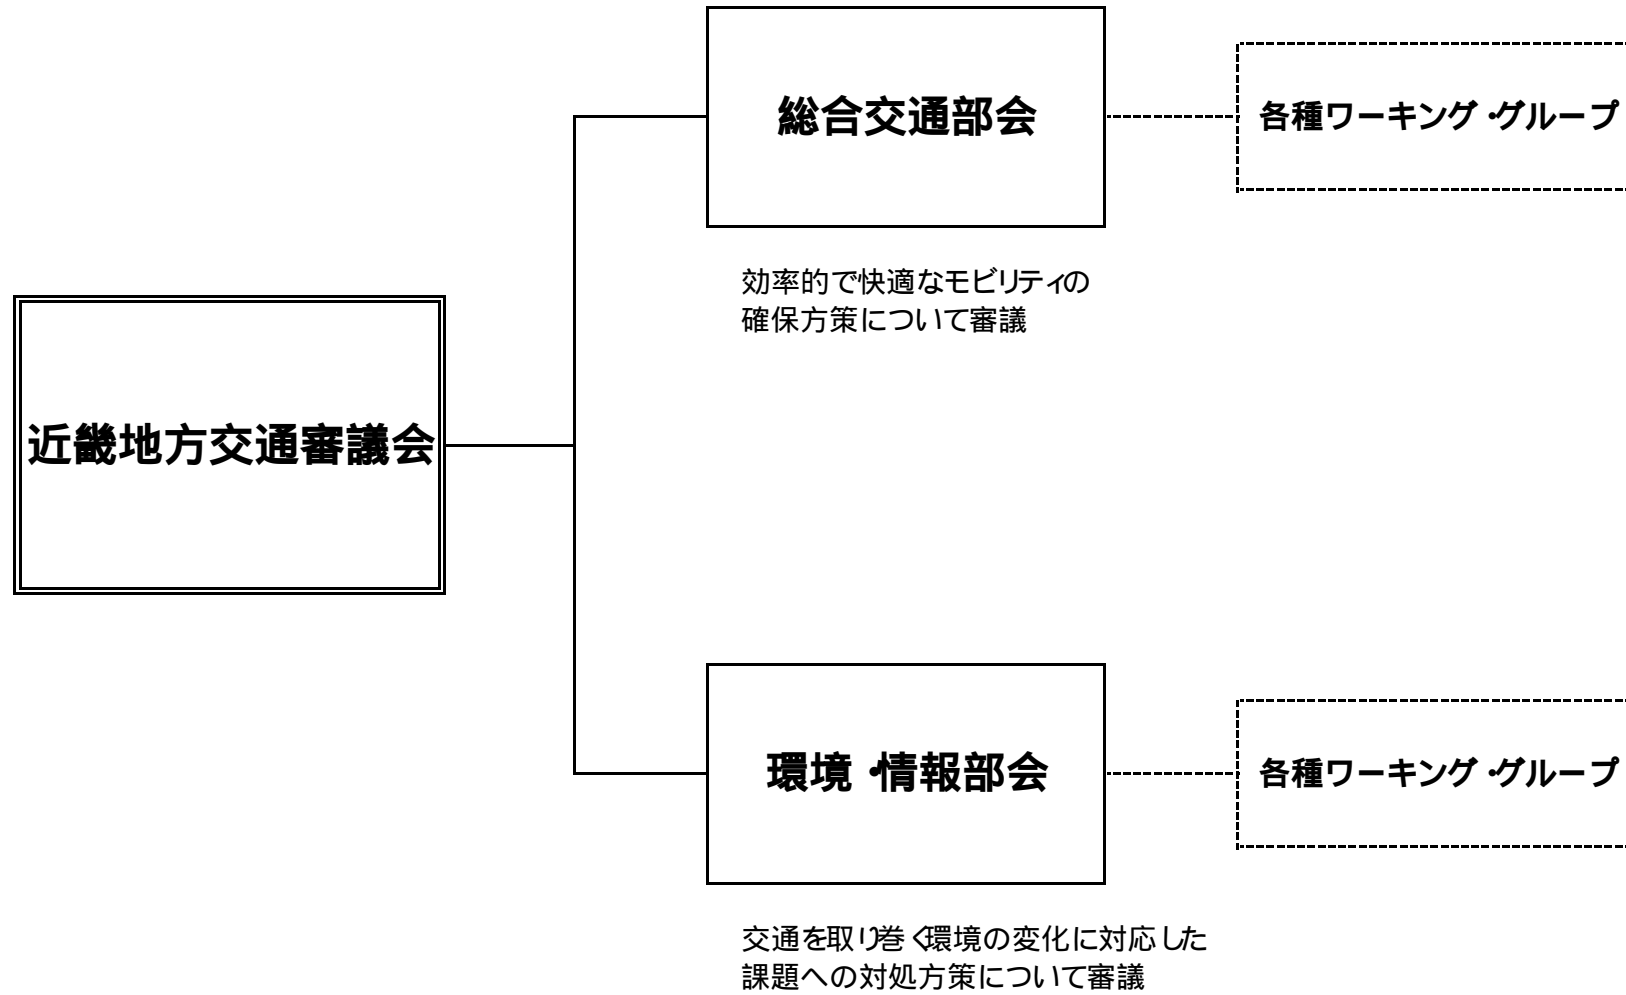 総合交通部会
各種ワーキング・グループ
効率的で快適なモビリティの
確保方策について審議
近畿地方交通審議会
環境・情報部会
各種ワーキング・グループ
交通を取り巻く環境の変化に対応した
課題への対処方策について審議